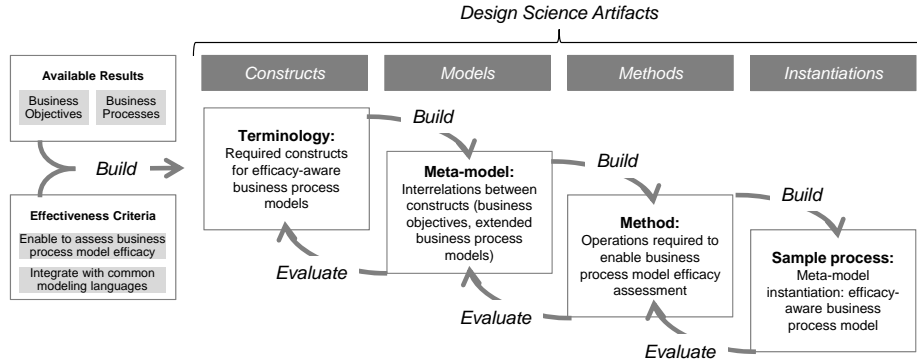 Design Science Artifacts
Constructs
Models
Methods
Instantiations
Available Results
Business
Objectives
Business
Processes
Build
Effectiveness Criteria
Enable to assess business
process model efficacy
Integrate with common
modeling languages
Terminology:
Required constructs
for efficacy-aware
business process
models
Build
Evaluate
Meta-model:
Interrelations between
constructs (business
objectives, extended
business process
models)
Build
Evaluate
Method:
Operations required to
enable business
process model efficacy
assessment
Build
Evaluate
Sample process:
Meta-model
instantiation: efficacy-
aware business
process model